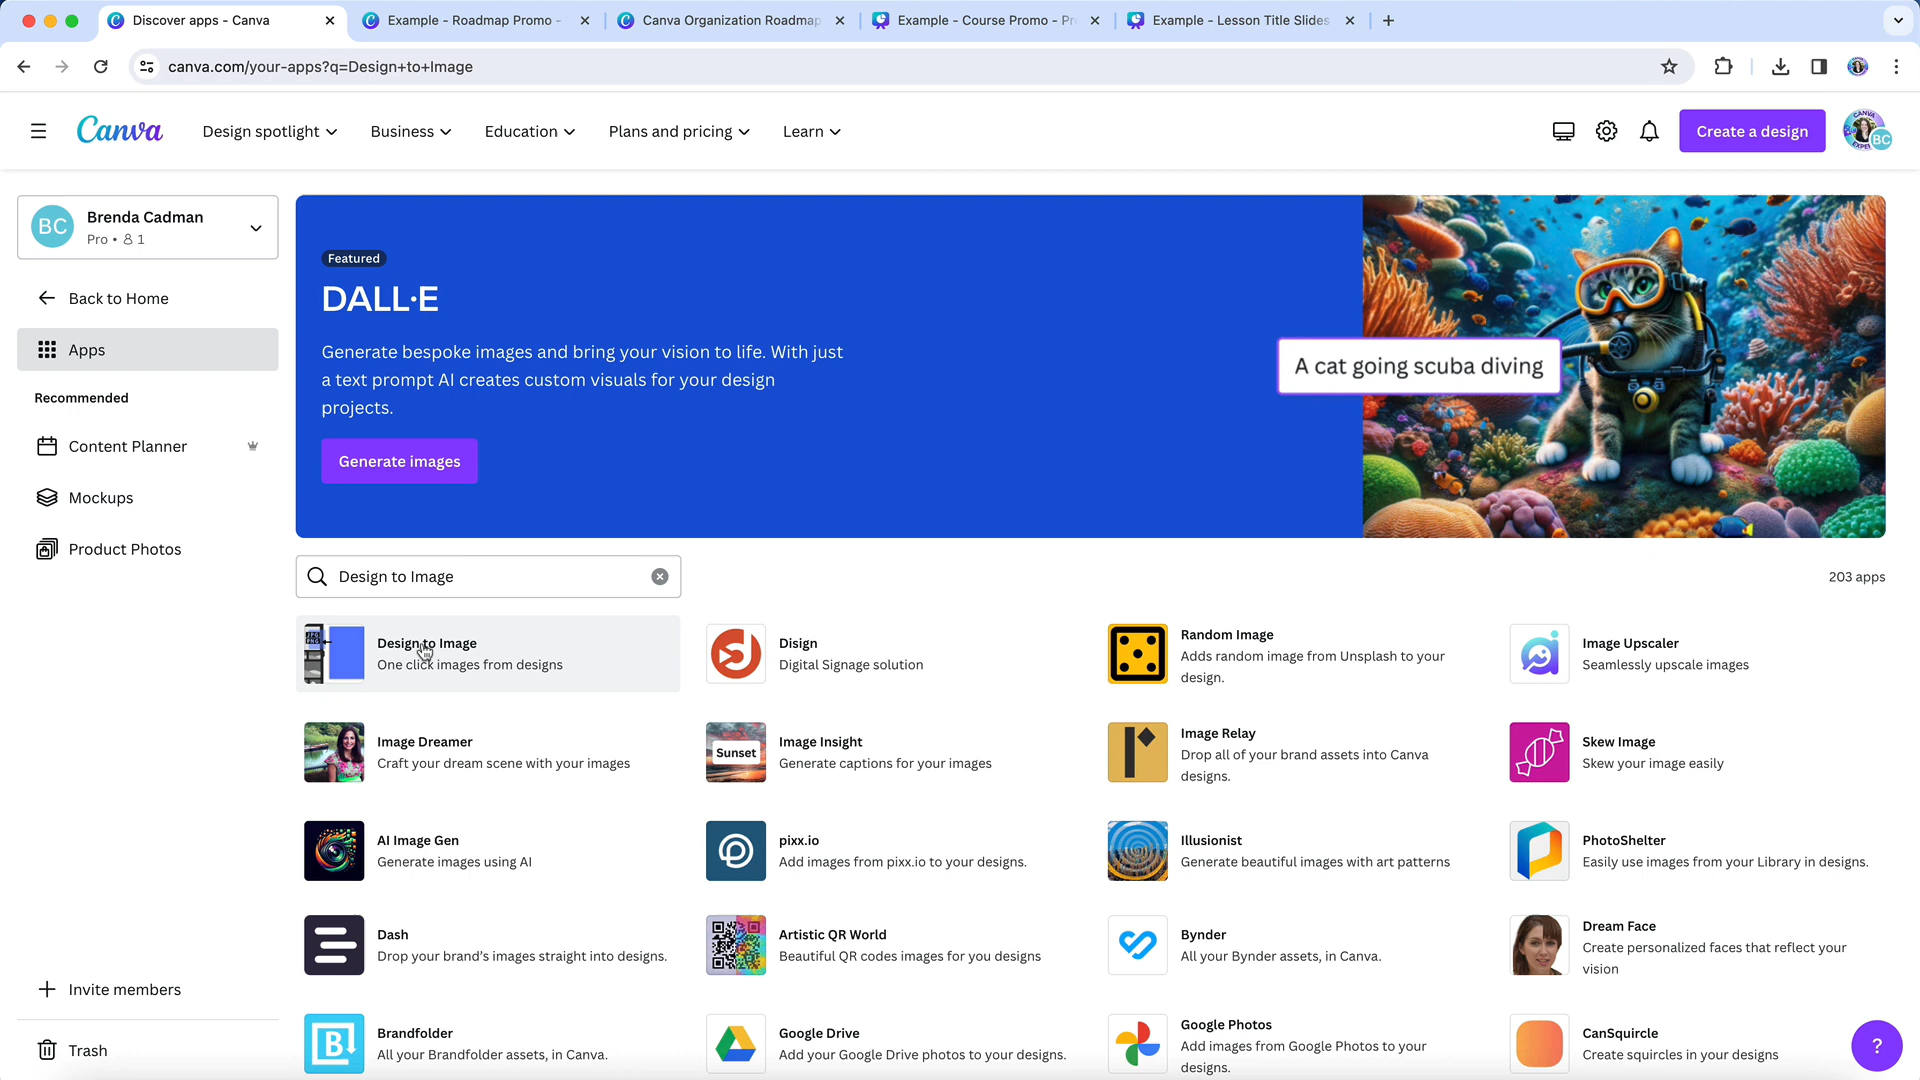 Discover apps - Canva
Example - Roadmap Promo -
Canva Organization Roadmap
Example - Course Promo - Pr
Example - Lesson Title Slides
canva.com/your-apps?q=Design+to+Image
Canva
Design spotlight
Business
Education
Plans and pricing
Learn
Create a design
BC
BC
Brenda Cadman
Pro • 1
Back to Home
Apps
Recommended
Content Planner
Mockups
Product Photos
Invite members
Trash
Featured
DALL·E
Generate bespoke images and bring your vision to life. With just
a text prompt AI creates custom visuals for your design
projects.
Generate images
A cat going scuba diving
Design to Image
203 apps
Design to Image
One click images from designs
Disign
Digital Signage solution
Random Image
Adds random image from Unsplash to your
design.
Image Upscaler
Seamlessly upscale images
Image Dreamer
Craft your dream scene with your images
Sunset
Image Insight
Generate captions for your images
Image Relay
Drop all of your brand assets into Canva
designs.
Skew Image
Skew your image easily
AI Image Gen
Generate images using AI
pixx.io
Add images from pixx.io to your designs.
Illusionist
Generate beautiful images with art patterns
PhotoShelter
Easily use images from your Library in designs.
Dash
Drop your brand's images straight into designs.
Artistic QR World
Beautiful QR codes images for you designs
Bynder
All your Bynder assets, in Canva.
Dream Face
Create personalized faces that reflect your
vision
B
Brandfolder
All your Brandfolder assets, in Canva.
Google Drive
Add your Google Drive photos to your designs.
Google Photos
Add images from Google Photos to your
designs.
CanSquircle
Create squircles in your designs
?